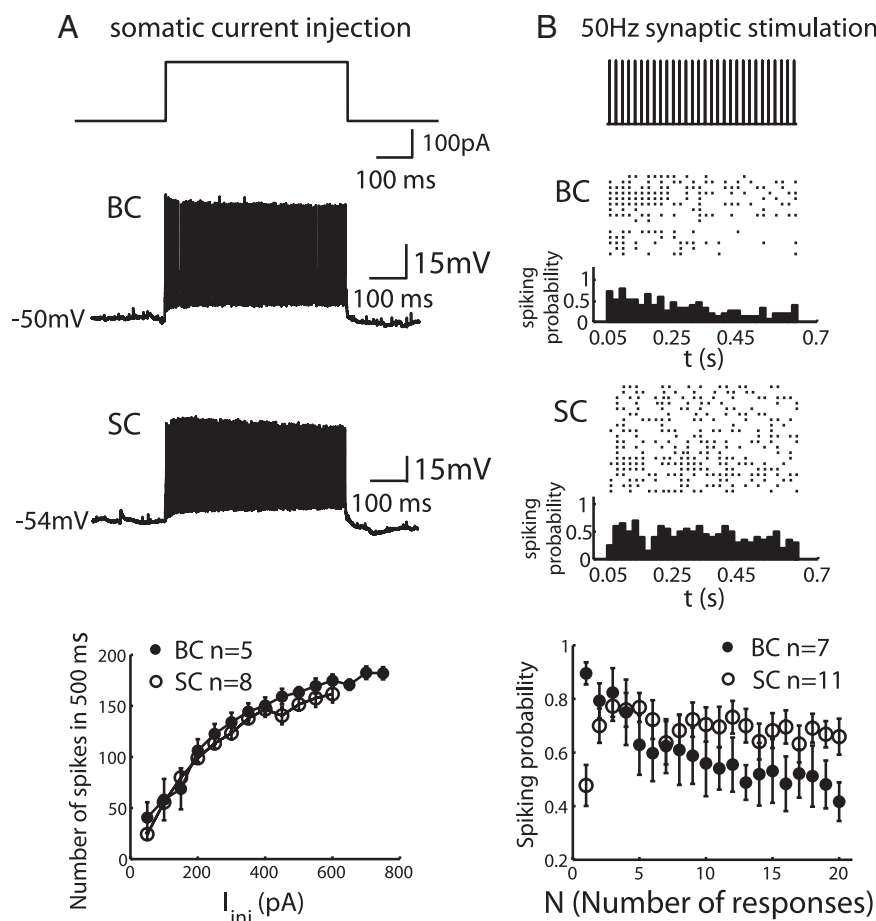 A somatic current injection
100pA
100 ms
BC
15mV
100 ms
-50mV
SC
15mV
100 ms
-54mV
Number of spikes in 500 ms
200
150
100
50
0
BC n=5
SC n=8
0 200 400 600 800
I inj (pA)
B 50Hz synaptic stimulation
BC
spiking probability
1
0.5
0
0.05 0.25 0.45 0.7
t (s)
SC
spiking probability
1
0.5
0
0.05 0.25 0.45 0.7
t (s)
Spiking probability
1
0.8
0.6
0.4
0.2
BC n=7
SC n=11
0 5 10 15 20
N (Number of responses)